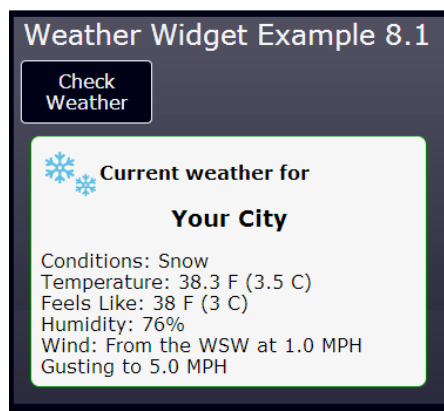 Weather Widget Example 8.1
Check
Weather
Current weather for
Your City
Conditions: Snow
Temperature: 38.3 F (3.5 C)
Feels Like: 38 F (3 C)
Humidity: 76%
Wind: From the WSW at 1.0 MPH
Gusting to 5.0 MPH